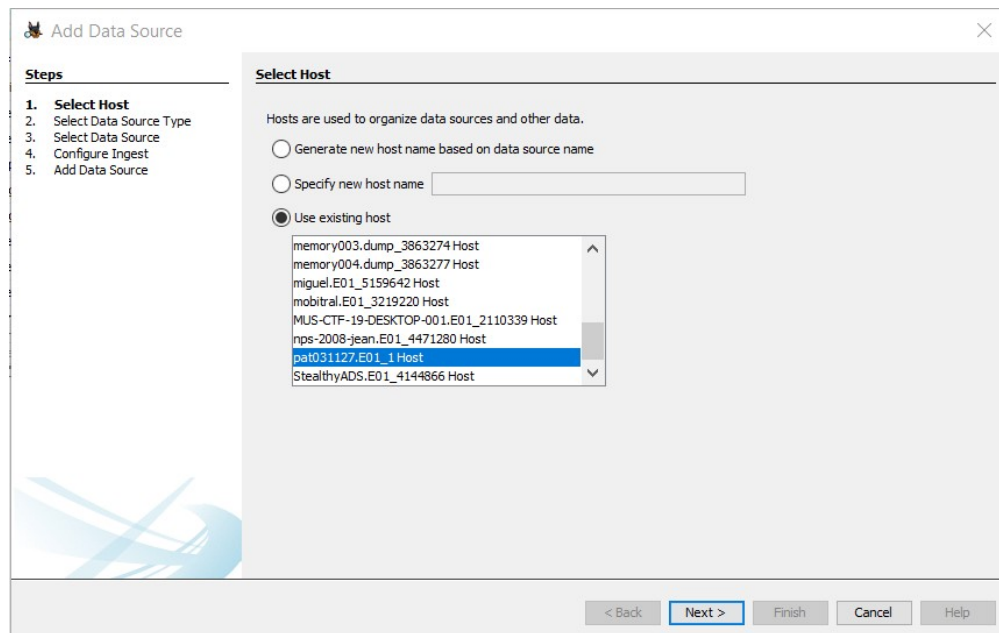 Add Data Source
Steps
1. Select Host
2. Select Data Source Type
3. Select Data Source
4. Configure Ingest
5. Add Data Source
Select Host
Hosts are used to organize data sources and other data.
Generate new host name based on data source name
Specify new host name
Use existing host
memory003.dump_3863274 Host
memory004.dump_3863277 Host
miguel.E01_5159642 Host
mobitral.E01_3219220 Host
MUS-CTF-19-DESKTOP-001.E01_2110339 Host
nps-2008-jean.E01_4471280 Host
pat031127.E01_1 Host
StealthyADS.E01_4144866 Host
< Back
Next >
Finish
Cancel
Help